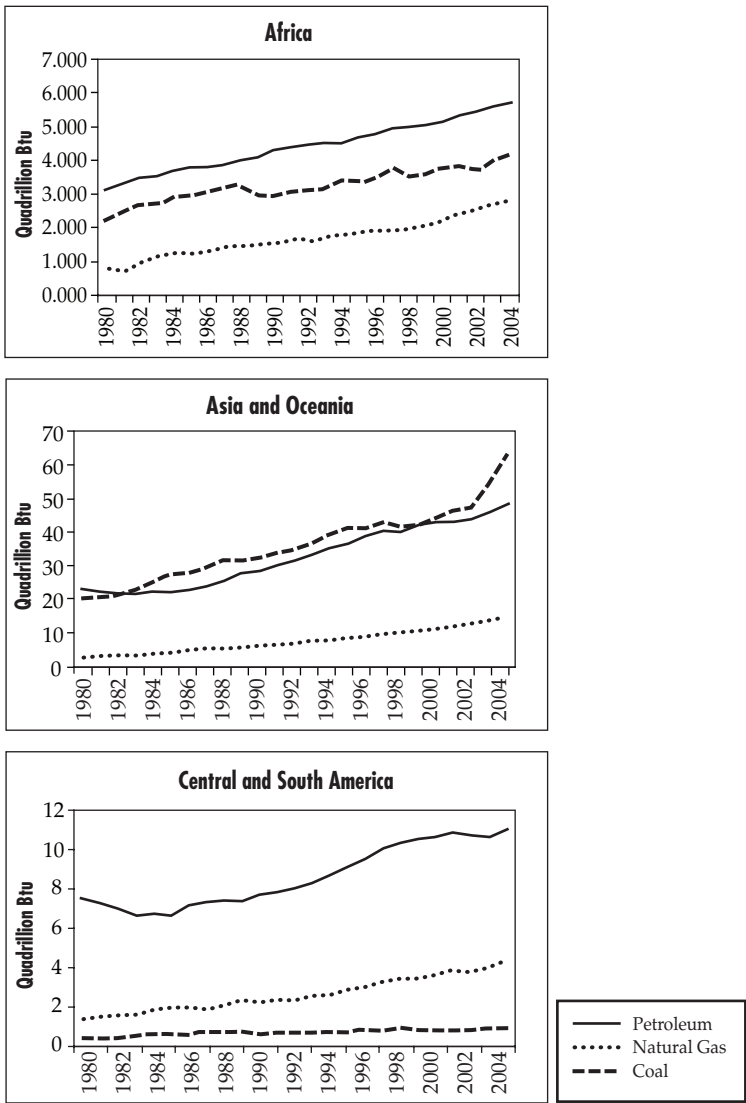 Africa
Quadrillion Btu
7.000
6.000
5.000
4.000
3.000
2.000
1.000
0.000
1980 1982 1984 1986 1988 1990 1992 1994 1996 1998 2000 2002 2004
Asia and Oceania
Quadrillion Btu
70
60
50
40
30
20
10
0
1980 1982 1984 1986 1988 1990 1992 1994 1996 1998 2000 2002 2004
Central and South America
Quadrillion Btu
12
10
8
6
4
2
0
1980 1982 1984 1986 1988 1990 1992 1994 1996 1998 2000 2002 2004
Petroleum
Natural Gas
Coal